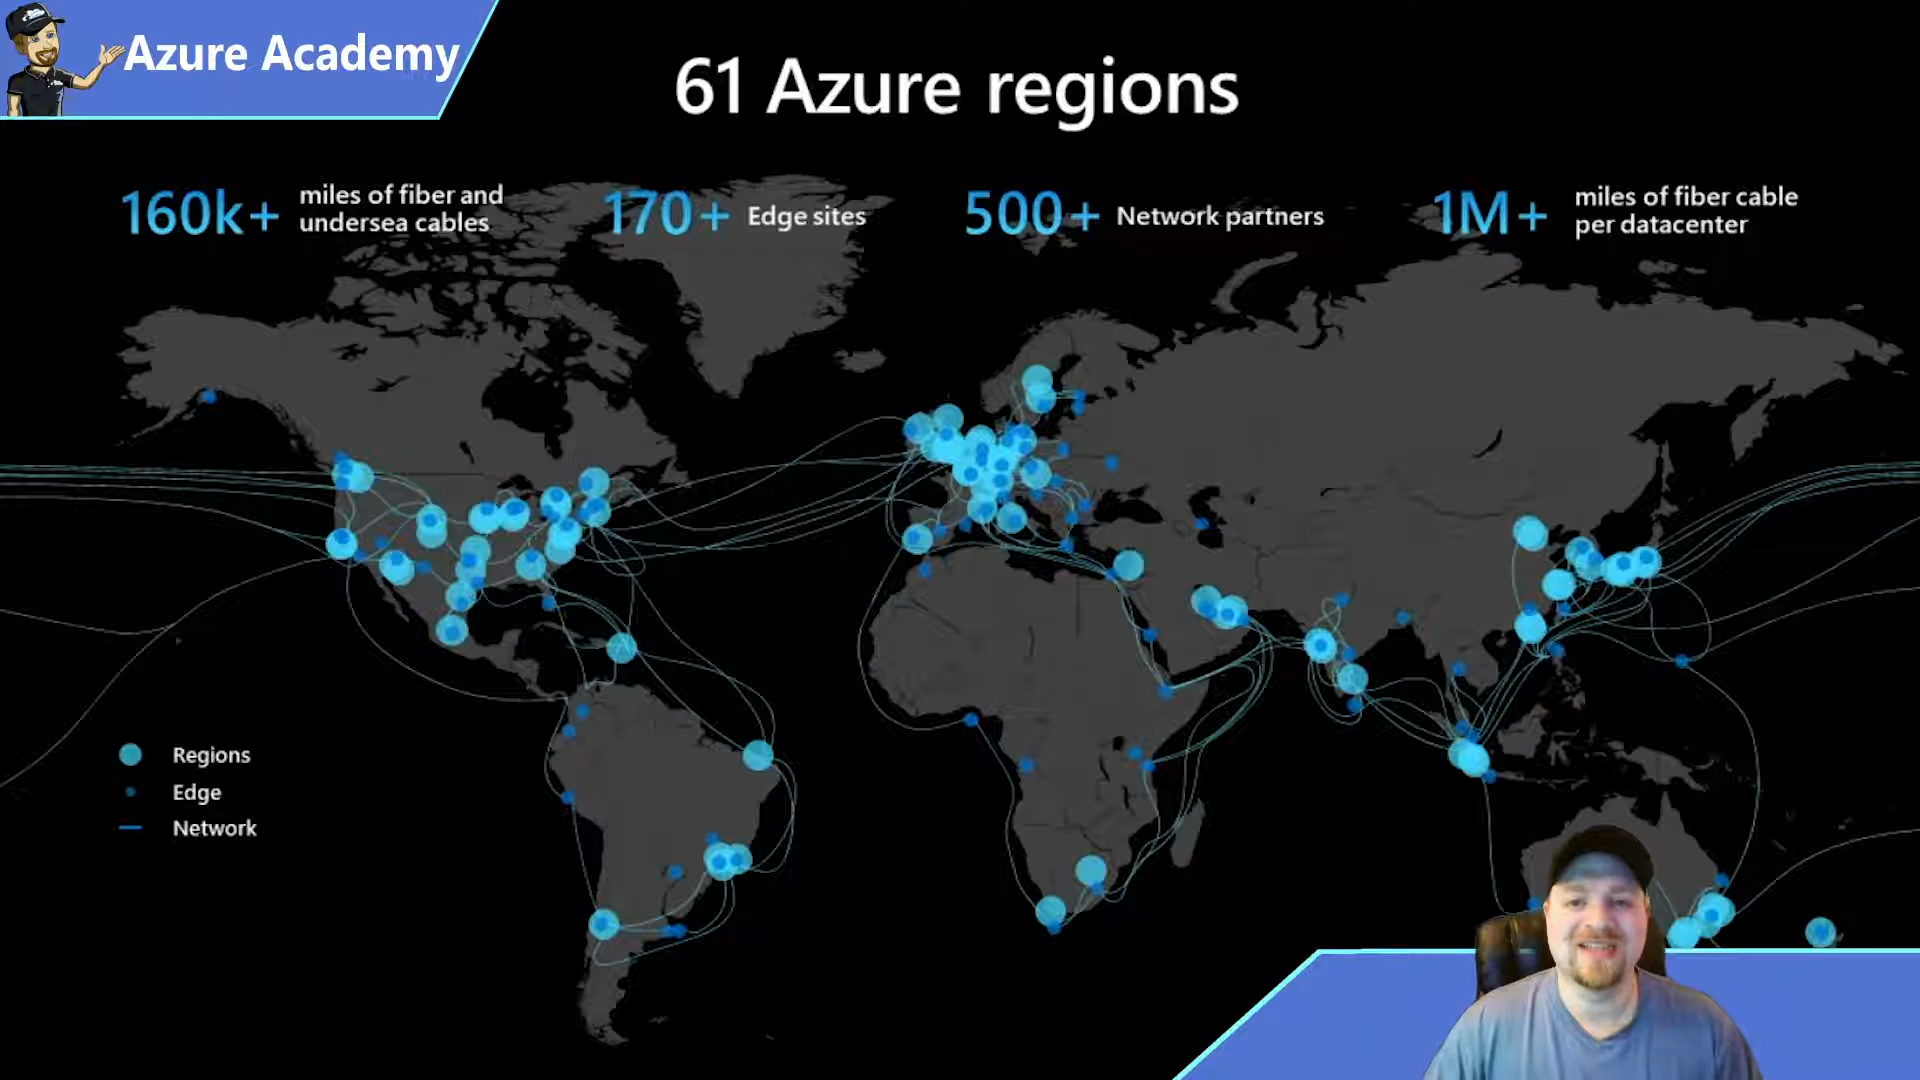 Azure Academy
61 Azure regions
160k+ miles of fiber and
undersea cables
170+ Edge sites
500+ Network partners
1M+ miles of fiber cable
per datacenter
Regions
Edge
Network